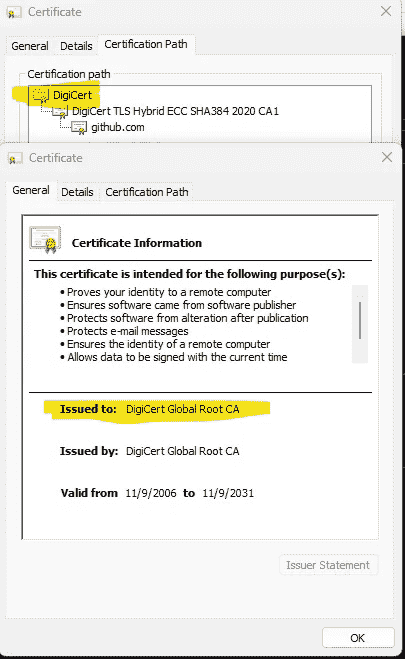 Certificate
General Details Certification Path
Certification path
DigiCert
DigiCert TLS Hybrid ECC SHA384 2020 CA1
github.com
Certificate
General Details Certification Path
Certificate Information
This certificate is intended for the following purpose(s):
• Proves your identity to a remote computer
• Ensures software came from software publisher
• Protects software from alteration after publication
• Protects e-mail messages
• Ensures the identity of a remote computer
• Allows data to be signed with the current time
Issued to: DigiCert Global Root CA
Issued by: DigiCert Global Root CA
Valid from 11/9/2006 to 11/9/2031
Issuer Statement
OK